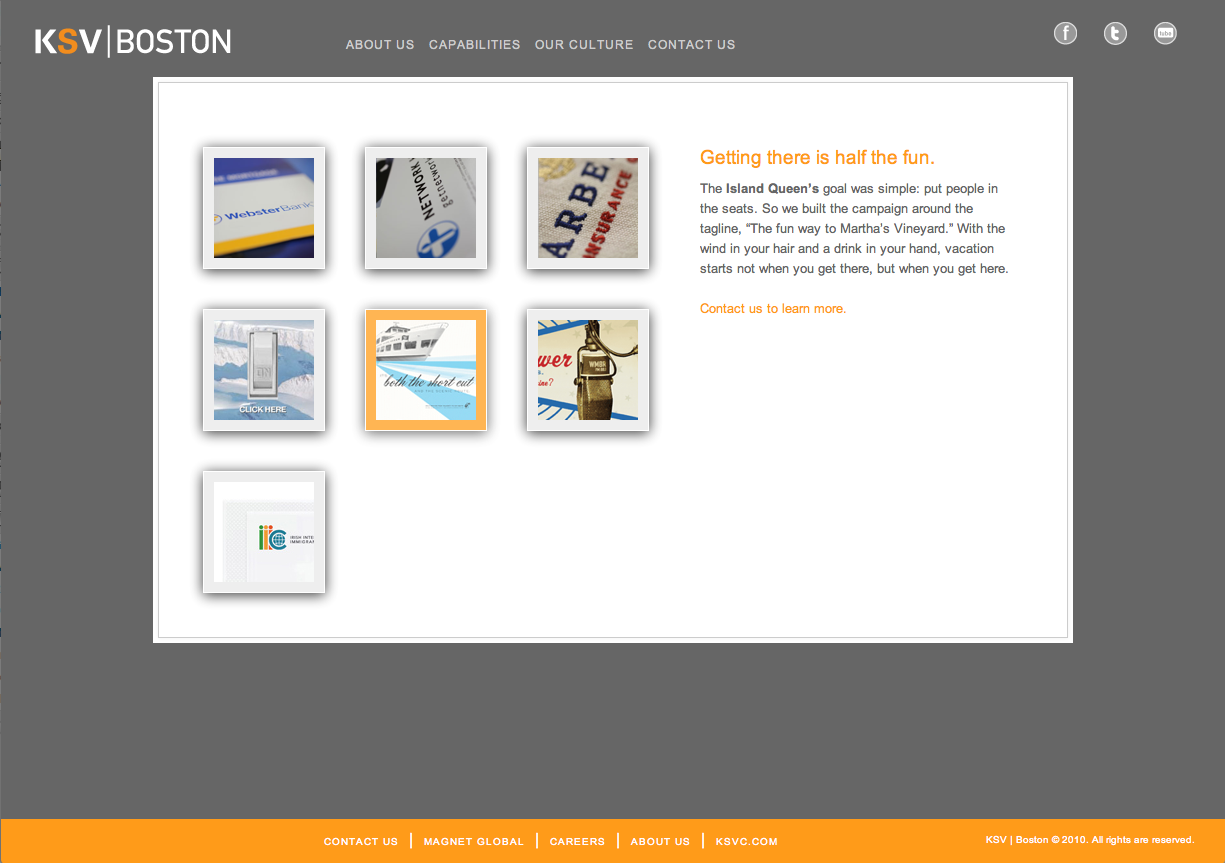 KSV | BOSTON
ABOUT US CAPABILITIES OUR CULTURE CONTACT US
f t Tube
WebsterBank
NETWORK
etnetwork
ARBE
INSURANCE
Getting there is half the fun.
The Island Queen’s goal was simple: put people in
the seats. So we built the campaign around the
tagline, “The fun way to Martha’s Vineyard.” With the
wind in your hair and a drink in your hand, vacation
starts not when you get there, but when you get here.
Contact us to learn more.
CLICK HERE
both the short cut
wer
ine?
WMBR
iic
IRISH INTE
IMMIGRA
CONTACT US | MAGNET GLOBAL | CAREERS | ABOUT US | KSVC.COM
KSV | Boston © 2010. All rights are reserved.